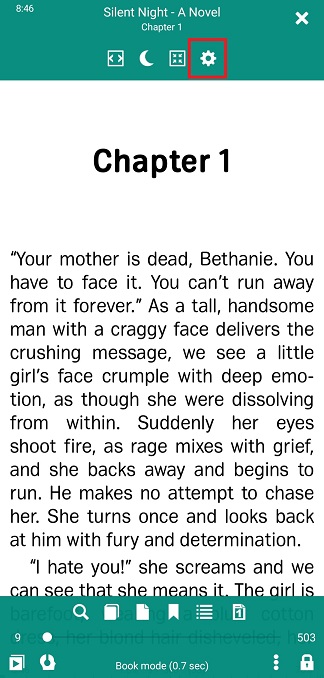 8:46
Silent Night - A Novel
Chapter 1
Chapter 1
“Your mother is dead, Bethanie. You
have to face it. You can’t run away
from it forever.” As a tall, handsome
man with a craggy face delivers the
crushing message, we see a little
girl’s face crumple with deep emo-
tion, as though she were dissolving
from within. Suddenly her eyes
shoot fire, as rage mixes with grief,
and she backs away and begins to
run. He makes no attempt to chase
her. She turns once and looks back
at him with fury and determination.
“I hate you!” she screams and we
can see that she means it. The girl is
barefoot, cotton
her blond hair disheveled,
9
503
Book mode (0.7 sec)